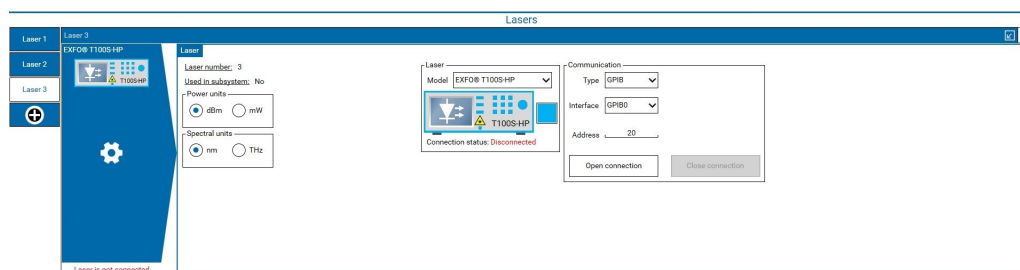 Lasers
Laser 1
Laser 2
Laser 3
Laser 3
EXFO® T100S-HP
T100S-HP
Laser is not connected
Laser
Laser number: 3
Used in subsystem: No
Power units
dBm mW
Spectral units
nm THz
Laser
Model EXFO® T100S-HP
T100S-HP
Connection status: Disconnected
Communication
Type GPIB
Interface GPIB0
Address 20
Open connection Close connection